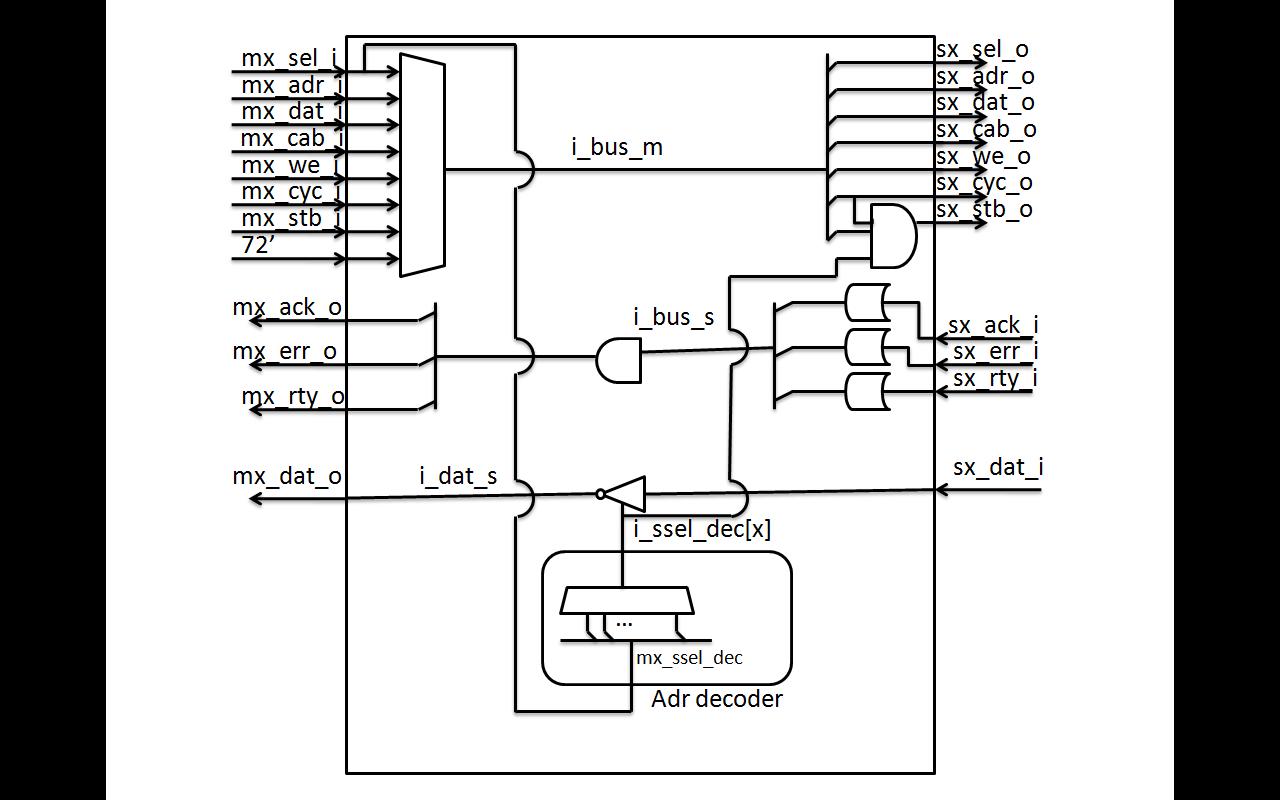 mx_sel_i
mx_adr_i
mx_dat_i
mx_cab_i
mx_we_i
mx_cyc_i
mx_stb_i
72’
i_bus_m
sx_sel_o
sx_adr_o
sx_dat_o
sx_cab_o
sx_we_o
sx_cyc_o
sx_stb_o
mx_ack_o
mx_err_o
mx_rty_o
i_bus_s
sx_ack_i
sx_err_i
sx_rty_i
mx_dat_o
i_dat_s
sx_dat_i
i_ssel_dec[x]
...
mx_ssel_dec
Adr decoder